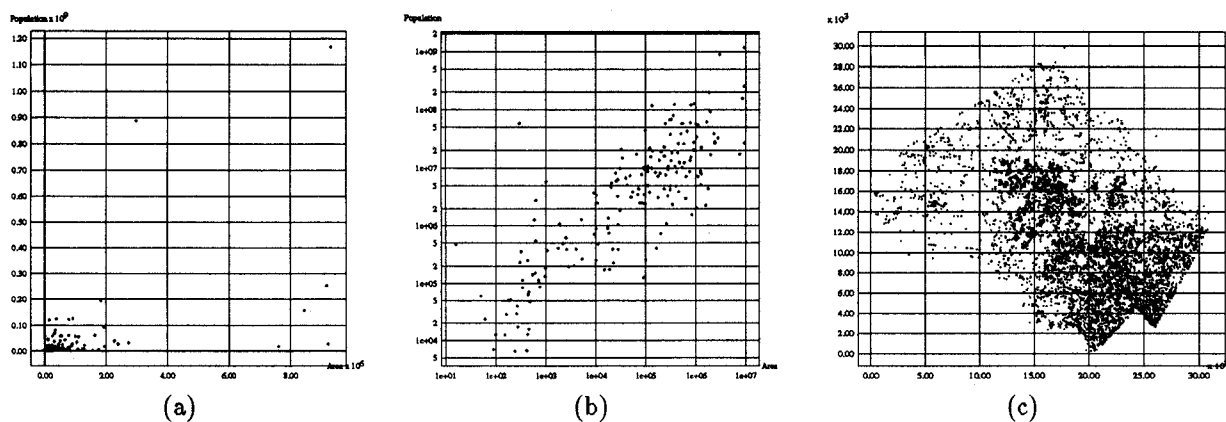 Population x 10⁹
1.20
1.10
1.00
0.90
0.80
0.70
0.60
0.50
0.40
0.30
0.20
0.10
0.00
0.00 2.00 4.00 6.00 8.00
Area x 10⁶
(a)
Population
2
1e+09
5
2
1e+08
5
2
1e+07
5
2
1e+06
5
2
1e+05
5
2
1e+04
5
1e+01 1e+02 1e+03 1e+04 1e+05 1e+06 1e+07
Area
(b)
x 10³
30.00
28.00
26.00
24.00
22.00
20.00
18.00
16.00
14.00
12.00
10.00
8.00
6.00
4.00
2.00
0.00
0.00 5.00 10.00 15.00 20.00 25.00 30.00
(c)